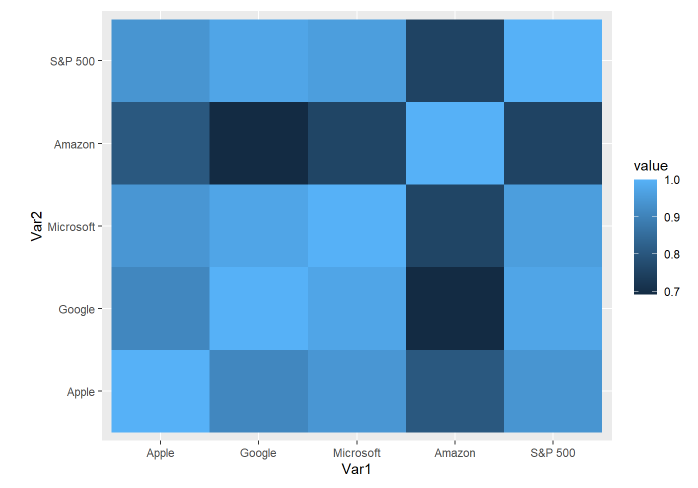 S&P 500
Amazon
Microsoft
Google
Apple
Var2
Apple Google Microsoft Amazon S&P 500
Var1
value
1.0
0.9
0.8
0.7